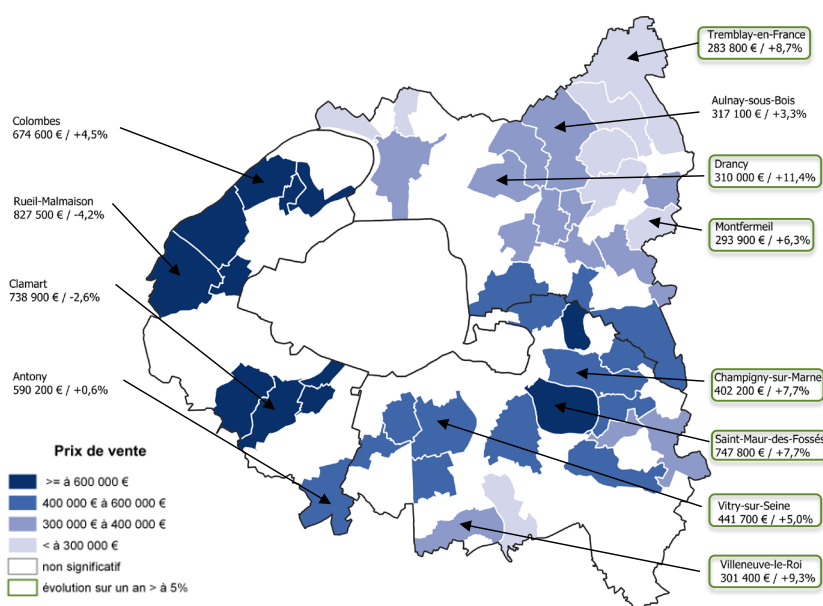 Tremblay-en-France
283 800 € / +8,7%
Aulnay-sous-Bois
317 100 € / +3,3%
Colombes
674 600 € / +4,5%
Drancy
310 000 € / +11,4%
Rueil-Malmaison
827 500 € / -4,2%
Montfermeil
293 900 € / +6,3%
Clamart
738 900 € / -2,6%
Antony
590 200 € / +0,6%
Champigny-sur-Marne
402 200 € / +7,7%
Saint-Maur-des-Fossés
747 800 € / +7,7%
Vitry-sur-Seine
441 700 € / +5,0%
Villeneuve-le-Roi
301 400 € / +9,3%
Prix de vente
>= à 600 000 €
400 000 € à 600 000 €
300 000 € à 400 000 €
< à 300 000 €
non significatif
évolution sur un an > à 5%